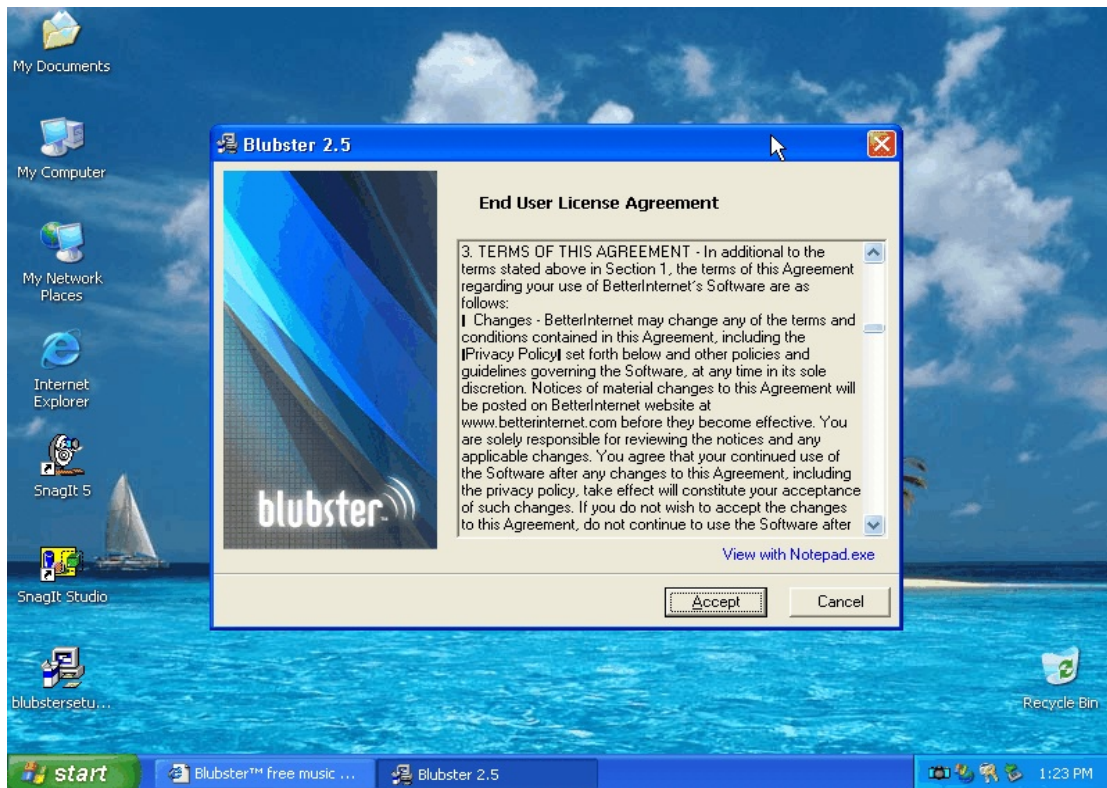 My Documents
My Computer
My Network
Places
Internet
Explorer
SnagIt 5
SnagIt Studio
blubstersetu...
Blubster 2.5
End User License Agreement
3. TERMS OF THIS AGREEMENT - In additional to the
terms stated above in Section 1, the terms of this Agreement
regarding your use of BetterInternet's Software are as
follows:
| Changes - BetterInternet may change any of the terms and
conditions contained in this Agreement, including the
|Privacy Policy| set forth below and other policies and
guidelines governing the Software, at any time in its sole
discretion. Notices of material changes to this Agreement will
be posted on BetterInternet website at
www.betterinternet.com before they become effective. You
are solely responsible for reviewing the notices and any
applicable changes. You agree that your continued use of
the Software after any changes to this Agreement, including
the privacy policy, take effect will constitute your acceptance
of such changes. If you do not wish to accept the changes
to this Agreement, do not continue to use the Software after
blubster
View with Notepad.exe
Accept
Cancel
Recycle Bin
start
Blubster™ free music ...
Blubster 2.5
1:23 PM